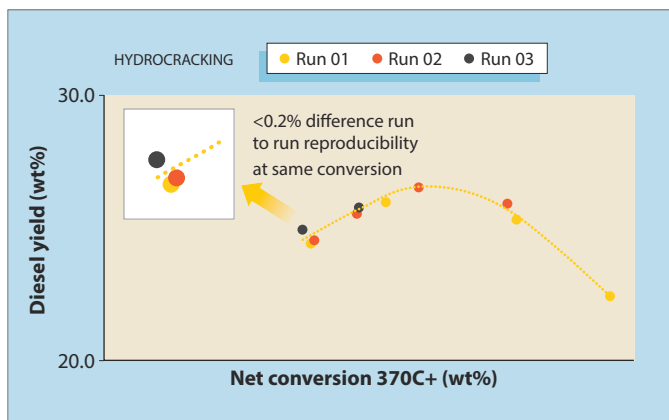 HYDROCRACKING
Run 01 Run 02 Run 03
30.0
<0.2% difference run
to run reproducibility
at same conversion
Diesel yield (wt%)
20.0
Net conversion 370C+ (wt%)